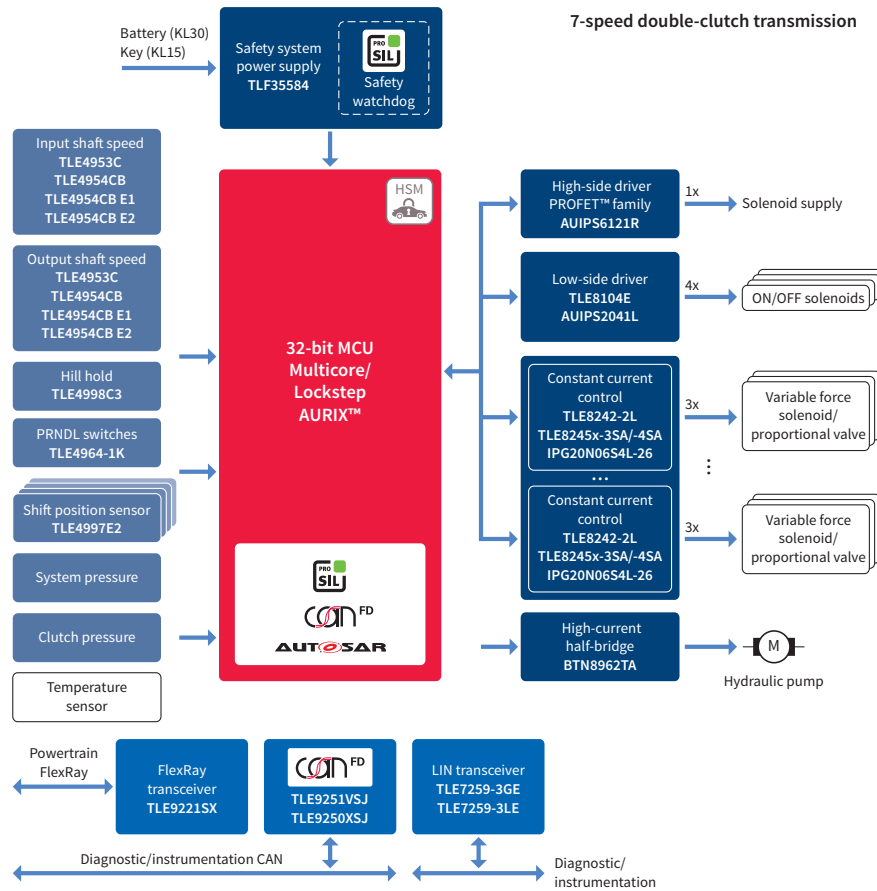 7-speed double-clutch transmission
Battery (KL30)
Key (KL15)
Safety system
power supply
TLF35584
PRO
SIL
Safety
watchdog
Input shaft speed
TLE4953C
TLE4954CB
TLE4954CB E1
TLE4954CB E2
Output shaft speed
TLE4953C
TLE4954CB
TLE4954CB E1
TLE4954CB E2
Hill hold
TLE4998C3
PRNDL switches
TLE4964-1K
Shift position sensor
TLE4997E2
System pressure
Clutch pressure
Temperature
sensor
HSM
32-bit MCU
Multicore/
Lockstep
AURIX™
PRO
SIL
CAN FD
AUTOSAR
High-side driver
PROFET™ family
AUIPS6121R
1x
Solenoid supply
Low-side driver
TLE8104E
AUIPS2041L
4x
ON/OFF solenoids
Constant current
control
TLE8242-2L
TLE8245x-3SA/-4SA
IPG20N06S4L-26
3x
Variable force
solenoid/
proportional valve
...
Constant current
control
TLE8242-2L
TLE8245x-3SA/-4SA
IPG20N06S4L-26
3x
Variable force
solenoid/
proportional valve
High-current
half-bridge
BTN8962TA
M
Hydraulic pump
Powertrain
FlexRay
FlexRay
transceiver
TLE9221SX
CAN FD
TLE9251VSJ
TLE9250XSJ
LIN transceiver
TLE7259-3GE
TLE7259-3LE
Diagnostic/instrumentation CAN
Diagnostic/
instrumentation